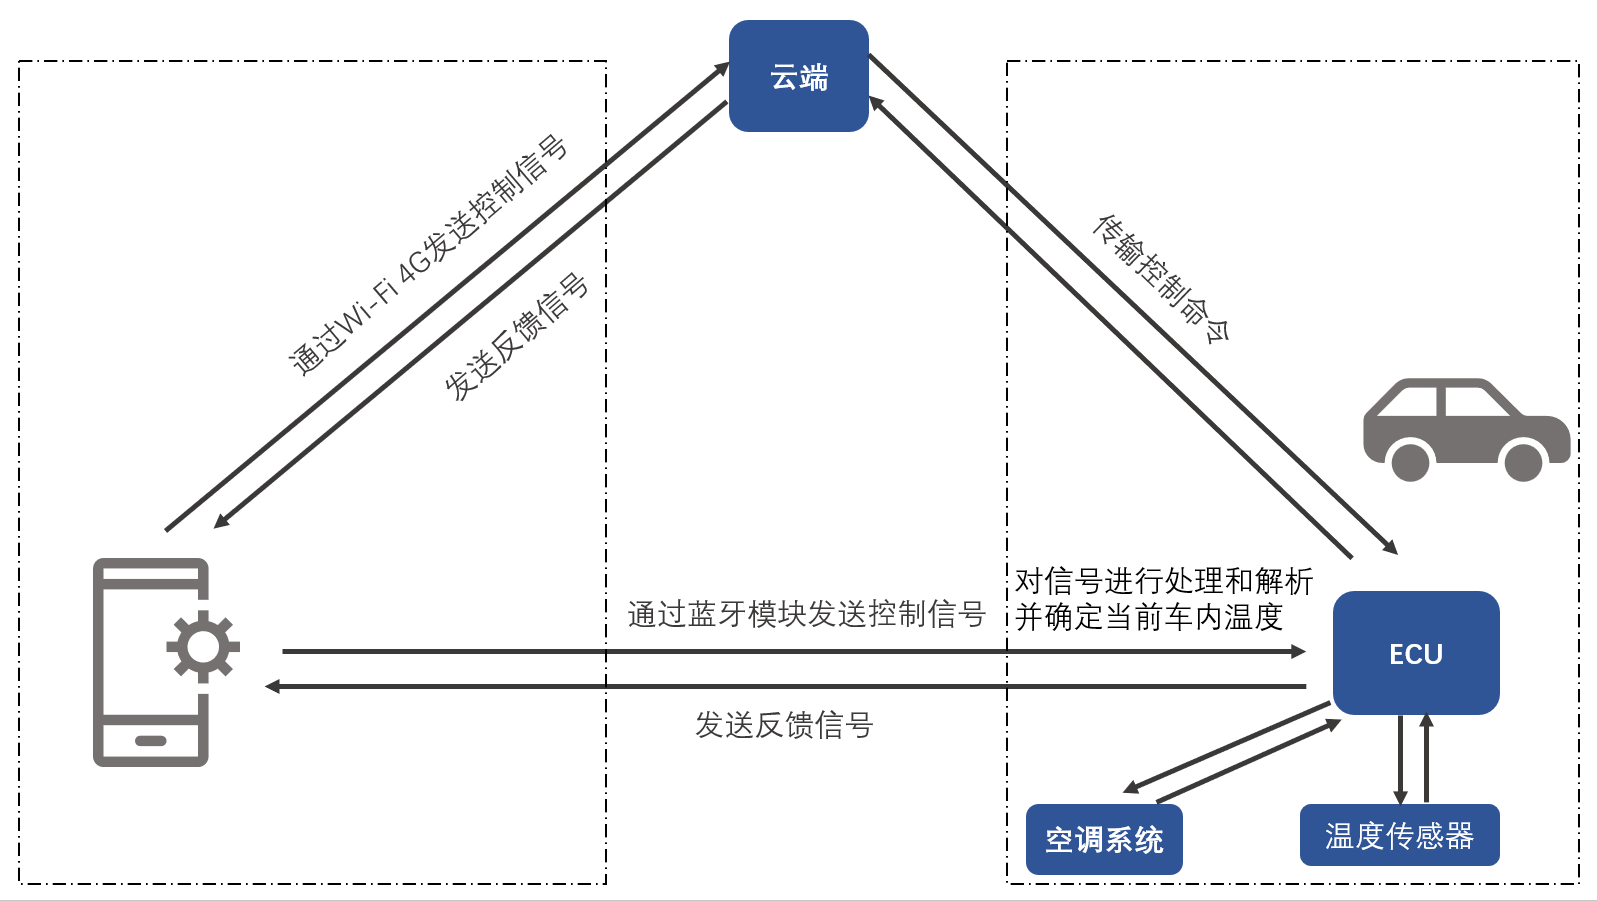 云端
通过Wi-Fi 4G发送控制信号
发送反馈信号
传输控制命令
对信号进行处理和解析
并确定当前车内温度
通过蓝牙模块发送控制信号
ECU
发送反馈信号
空调系统
温度传感器